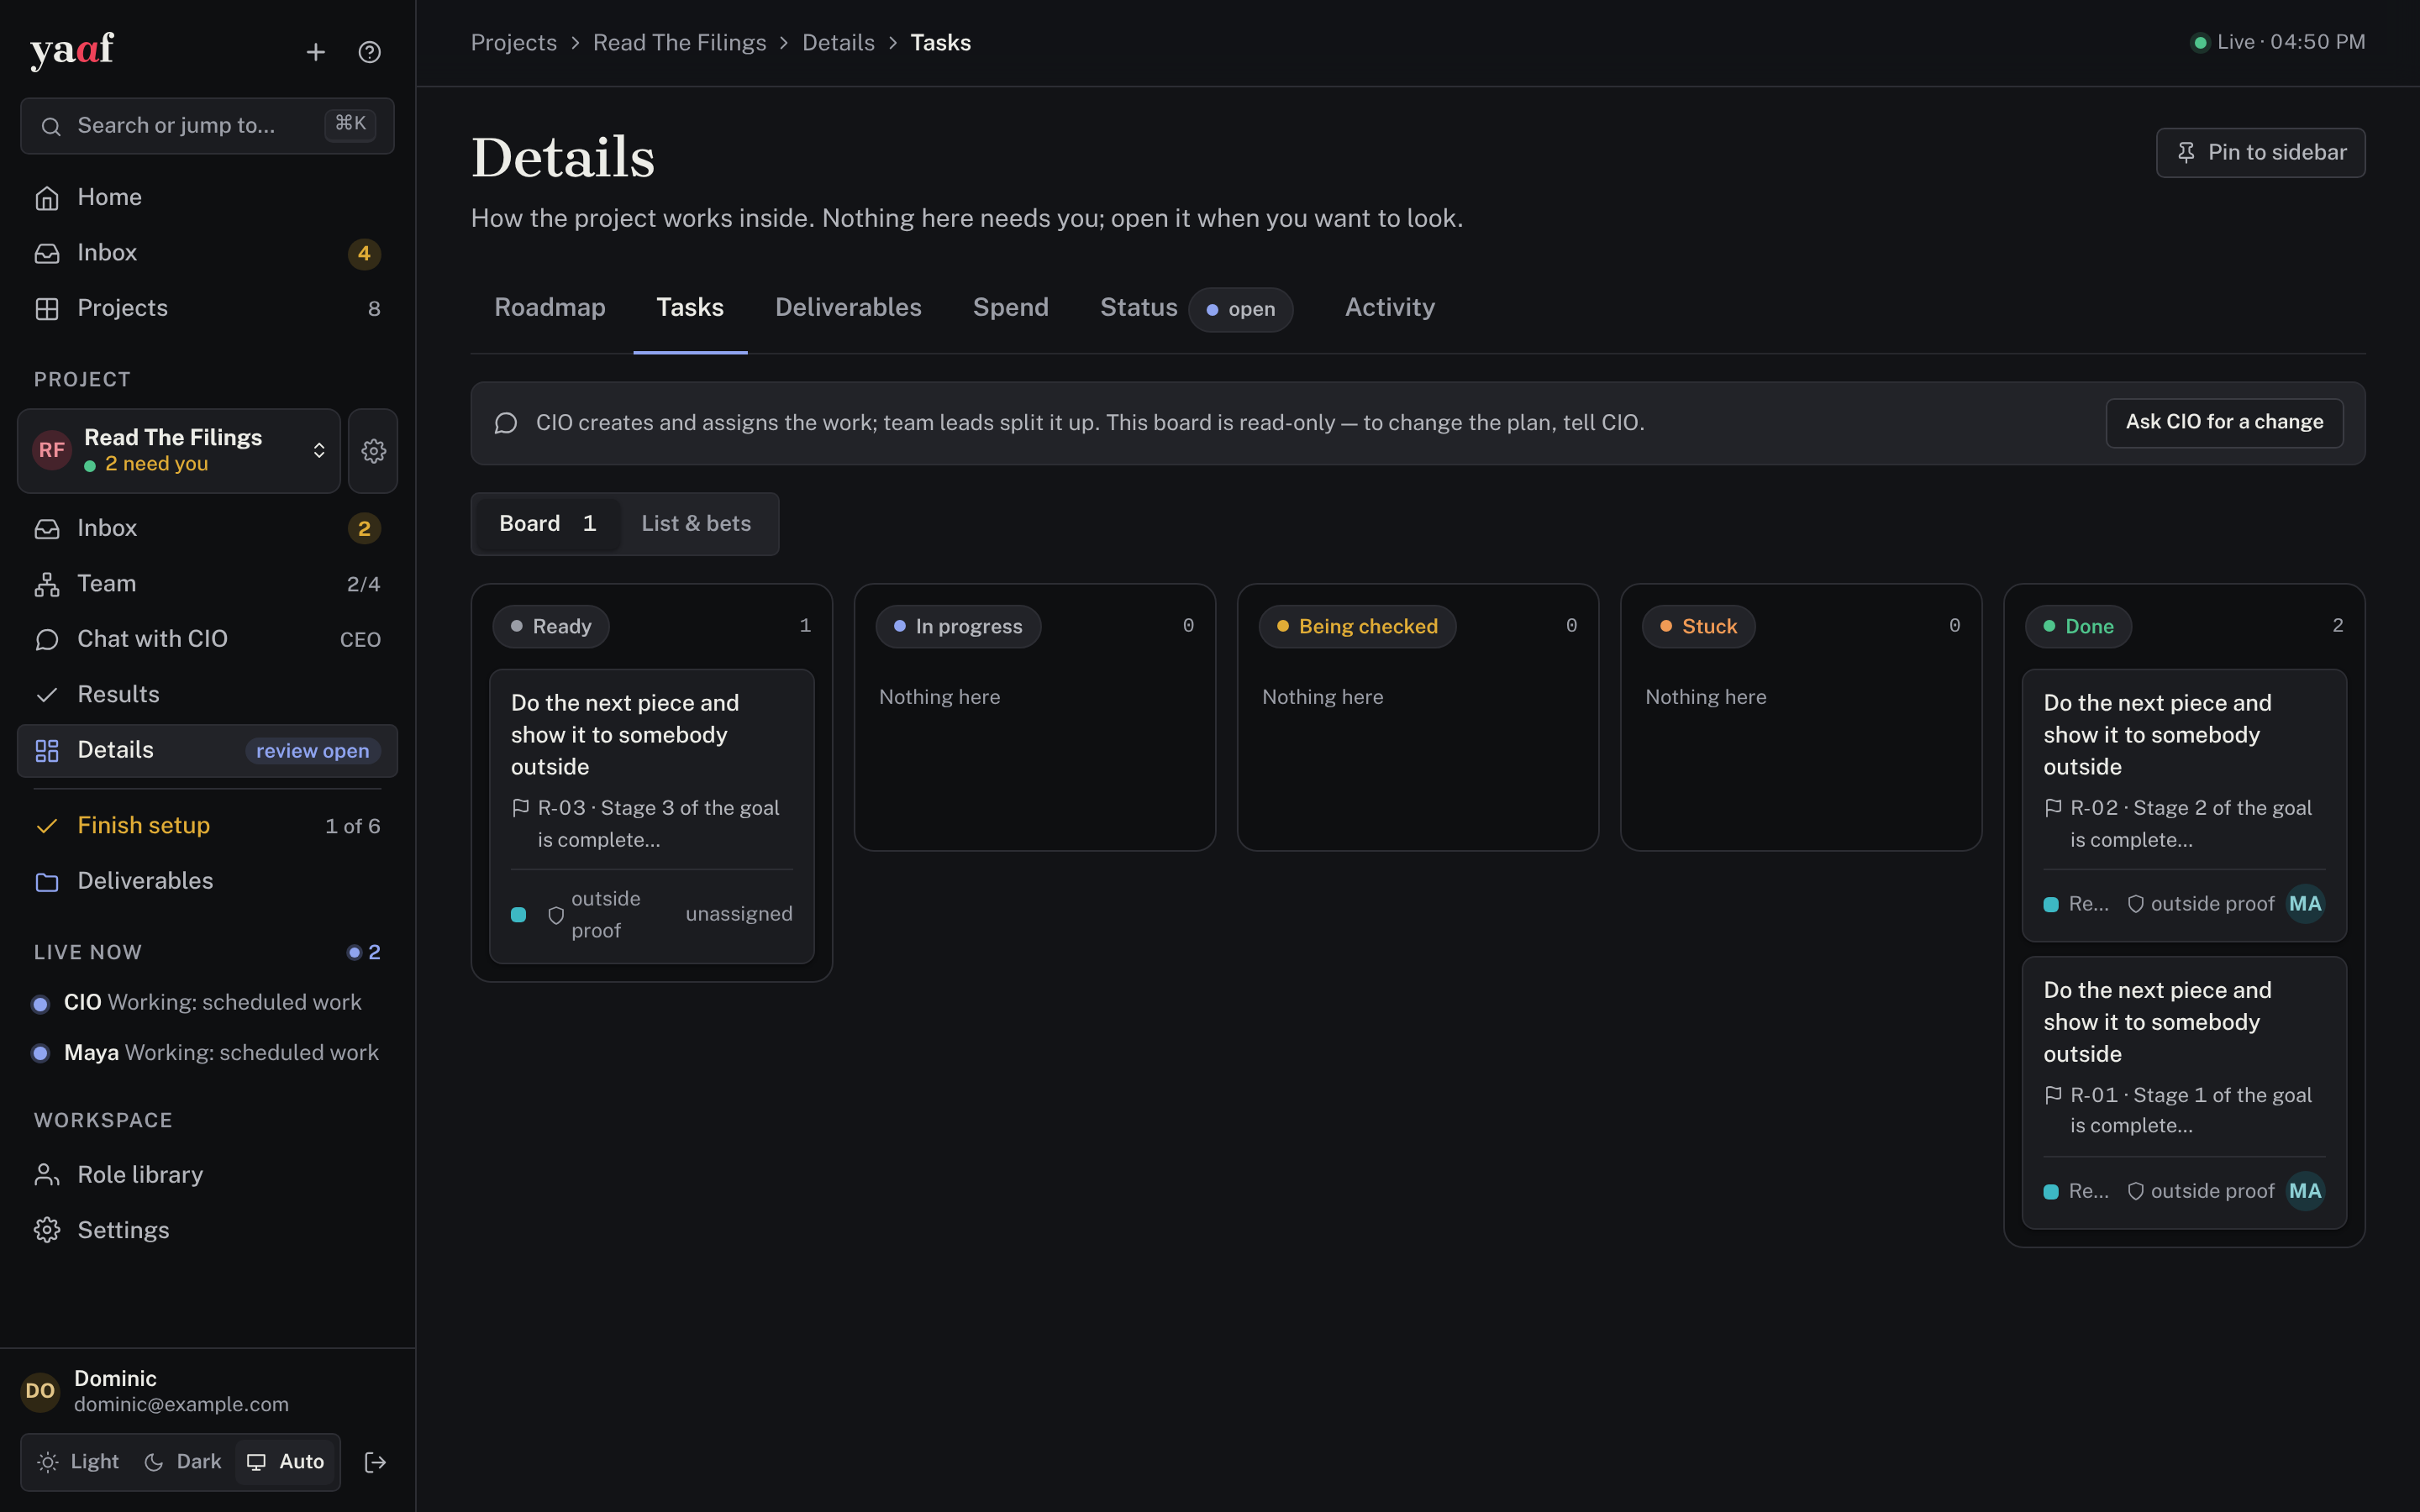 yaaf
Search or jump to... ⌘K
Home
Inbox 4
Projects 8
PROJECT
RF Read The Filings
2 need you
Inbox 2
Team 2/4
Chat with CIO CEO
Results
Details review open
Finish setup 1 of 6
Deliverables
LIVE NOW 2
CIO Working: scheduled work
Maya Working: scheduled work
WORKSPACE
Role library
Settings
DO Dominic
dominic@example.com
Light Dark Auto
Projects > Read The Filings > Details > Tasks
Live · 04:50 PM
Details
Pin to sidebar
How the project works inside. Nothing here needs you; open it when you want to look.
Roadmap Tasks Deliverables Spend Status open Activity
CIO creates and assigns the work; team leads split it up. This board is read-only — to change the plan, tell CIO.
Ask CIO for a change
Board 1 List & bets
Ready 1
Do the next piece and
show it to somebody
outside
R-03 · Stage 3 of the goal
is complete...
outside
proof
unassigned
In progress 0
Nothing here
Being checked 0
Nothing here
Stuck 0
Nothing here
Done 2
Do the next piece and
show it to somebody
outside
R-02 · Stage 2 of the goal
is complete...
Re... outside proof MA
Do the next piece and
show it to somebody
outside
R-01 · Stage 1 of the goal
is complete...
Re... outside proof MA